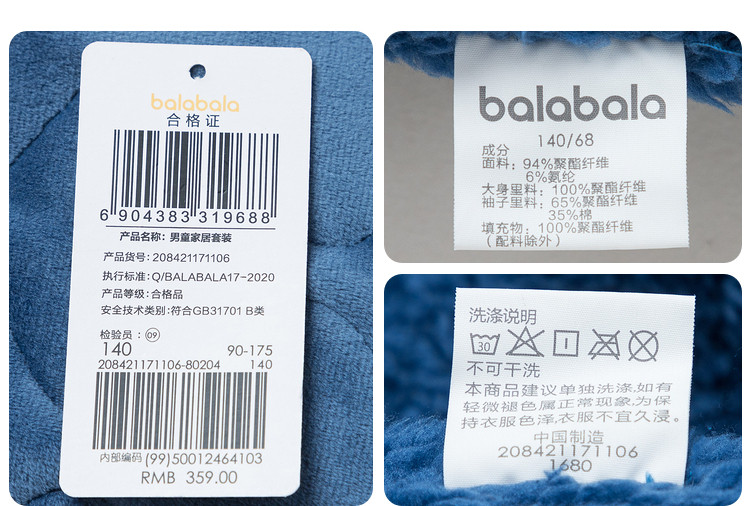 balabala
合格证
6 904383 319688
产品名称: 男童家居套装
产品货号: 208421171106
执行标准: Q/BALABALA17-2020
产品等级: 合格品
安全技术类别: 符合GB31701 B类
检验员: 09
140 90-175
208421171106-80204 140
内部编码 (99)50012464103
RMB 359.00
balabala
140/68
成分
面料: 94%聚酯纤维
6%氨纶
大身里料: 100%聚酯纤维
袖子里料: 65%聚酯纤维
35%棉
填充物: 100%聚酯纤维
(配料除外)
洗涤说明
30
不可干洗
本商品建议单独洗涤,如有
轻微褪色属正常现象,为保
持衣服色泽,衣服不宜久浸。
中国制造
208421171106
1680